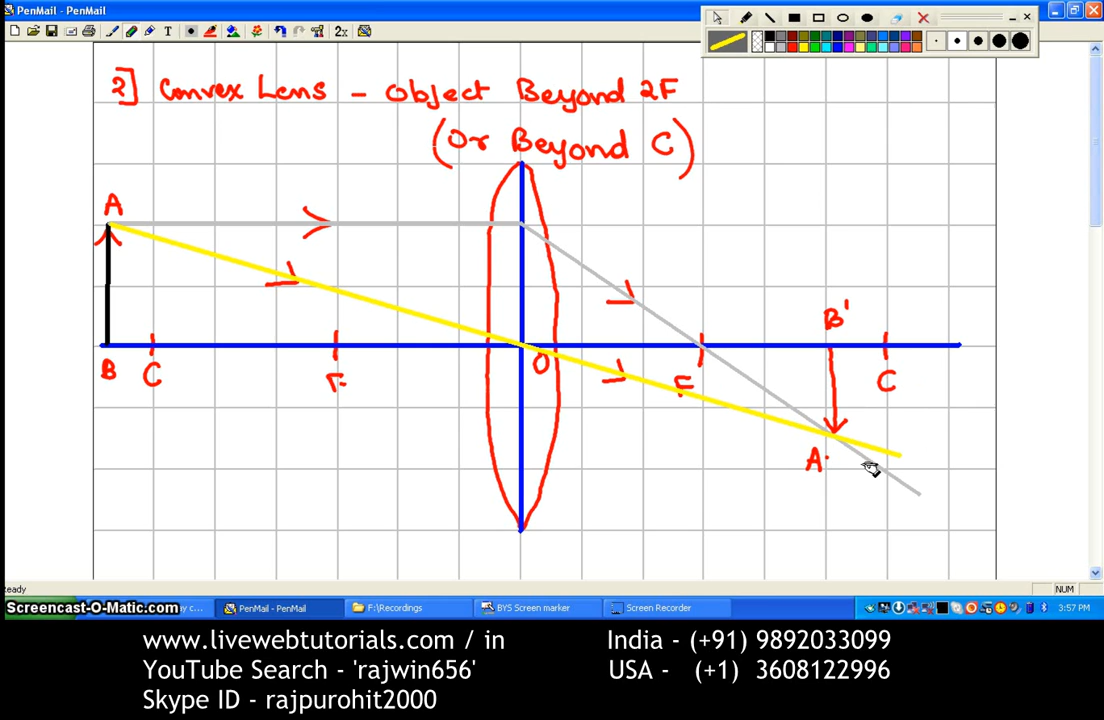 PenMail - PenMail
T
2x
2] Convex Lens - Object Beyond 2F
(Or Beyond C)
A
B'
B C F O F C
A'
eady
NUM
Screencast-O-Matic.com
PenMail - PenMail
F:\Recordings
BYS Screen marker
Screen Recorder
3:57 PM
www.livewebtutorials.com / in
India - (+91) 9892033099
YouTube Search - 'rajwin656'
USA - (+1) 3608122996
Skype ID - rajpurohit2000